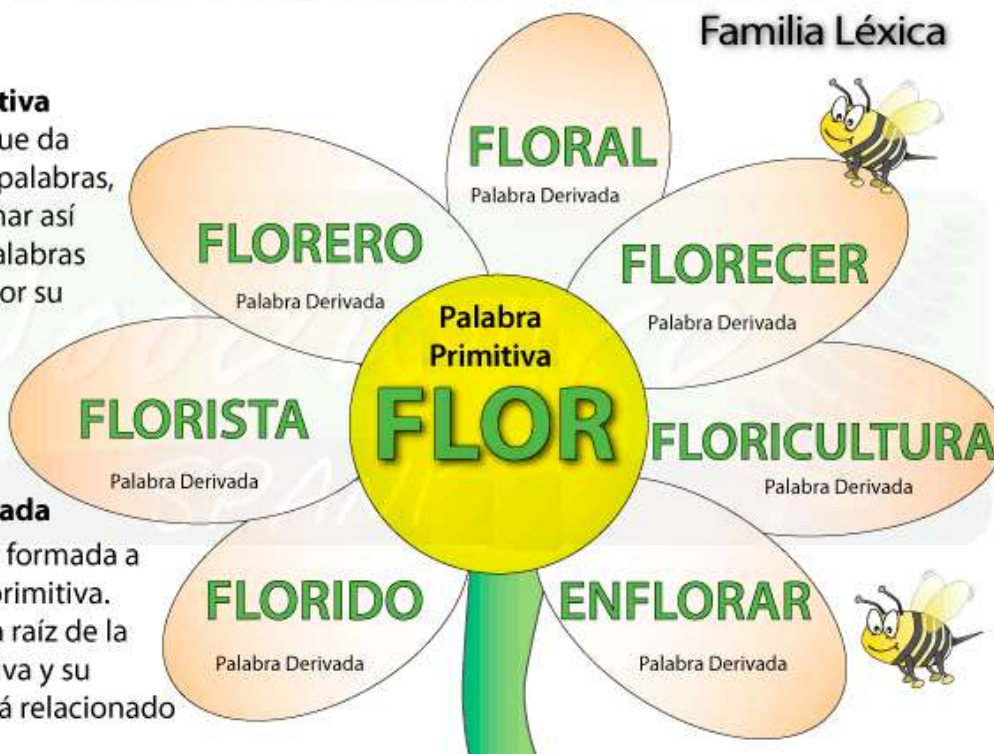 Familia Léxica
tiva
ue da
palabras,
nar así
alabras
or su
FLORAL
Palabra Derivada
FLORERO
Palabra Derivada
FLORECER
Palabra Derivada
Palabra
Primitiva
FLOR
FLORISTA
Palabra Derivada
FLORICULTURA
Palabra Derivada
ada
formada a
primitiva.
raíz de la
iva y su
á relacionado
FLORIDO
Palabra Derivada
ENFLORAR
Palabra Derivada